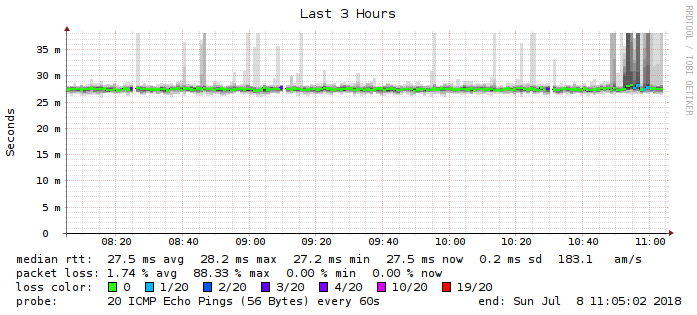 Last 3 Hours
RRDTOOL / TOBI OETIKER
Seconds
35 m
30 m
25 m
20 m
15 m
10 m
5 m
0
08:20 08:40 09:00 09:20 09:40 10:00 10:20 10:40 11:00
median rtt: 27.5 ms avg 28.2 ms max 27.2 ms min 27.5 ms now 0.2 ms sd 183.1 am/s
packet loss: 1.74 % avg 88.33 % max 0.00 % min 0.00 % now
loss color: 0 1/20 2/20 3/20 4/20 10/20 19/20
probe: 20 ICMP Echo Pings (56 Bytes) every 60s end: Sun Jul 8 11:05:02 2018